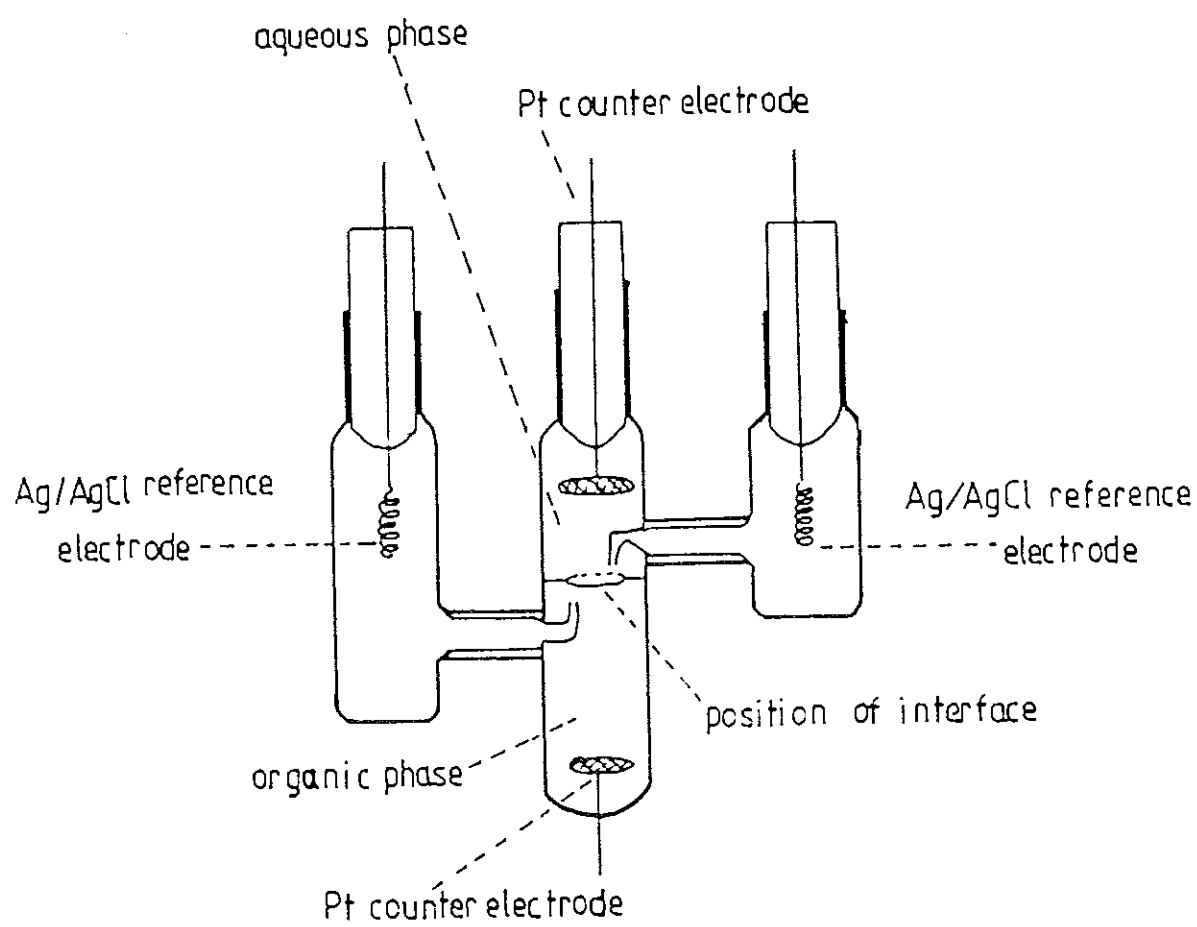 aqueous phase
Pt counter electrode
Ag/AgCl reference
electrode
Ag/AgCl reference
electrode
position of interface
organic phase
Pt counter electrode